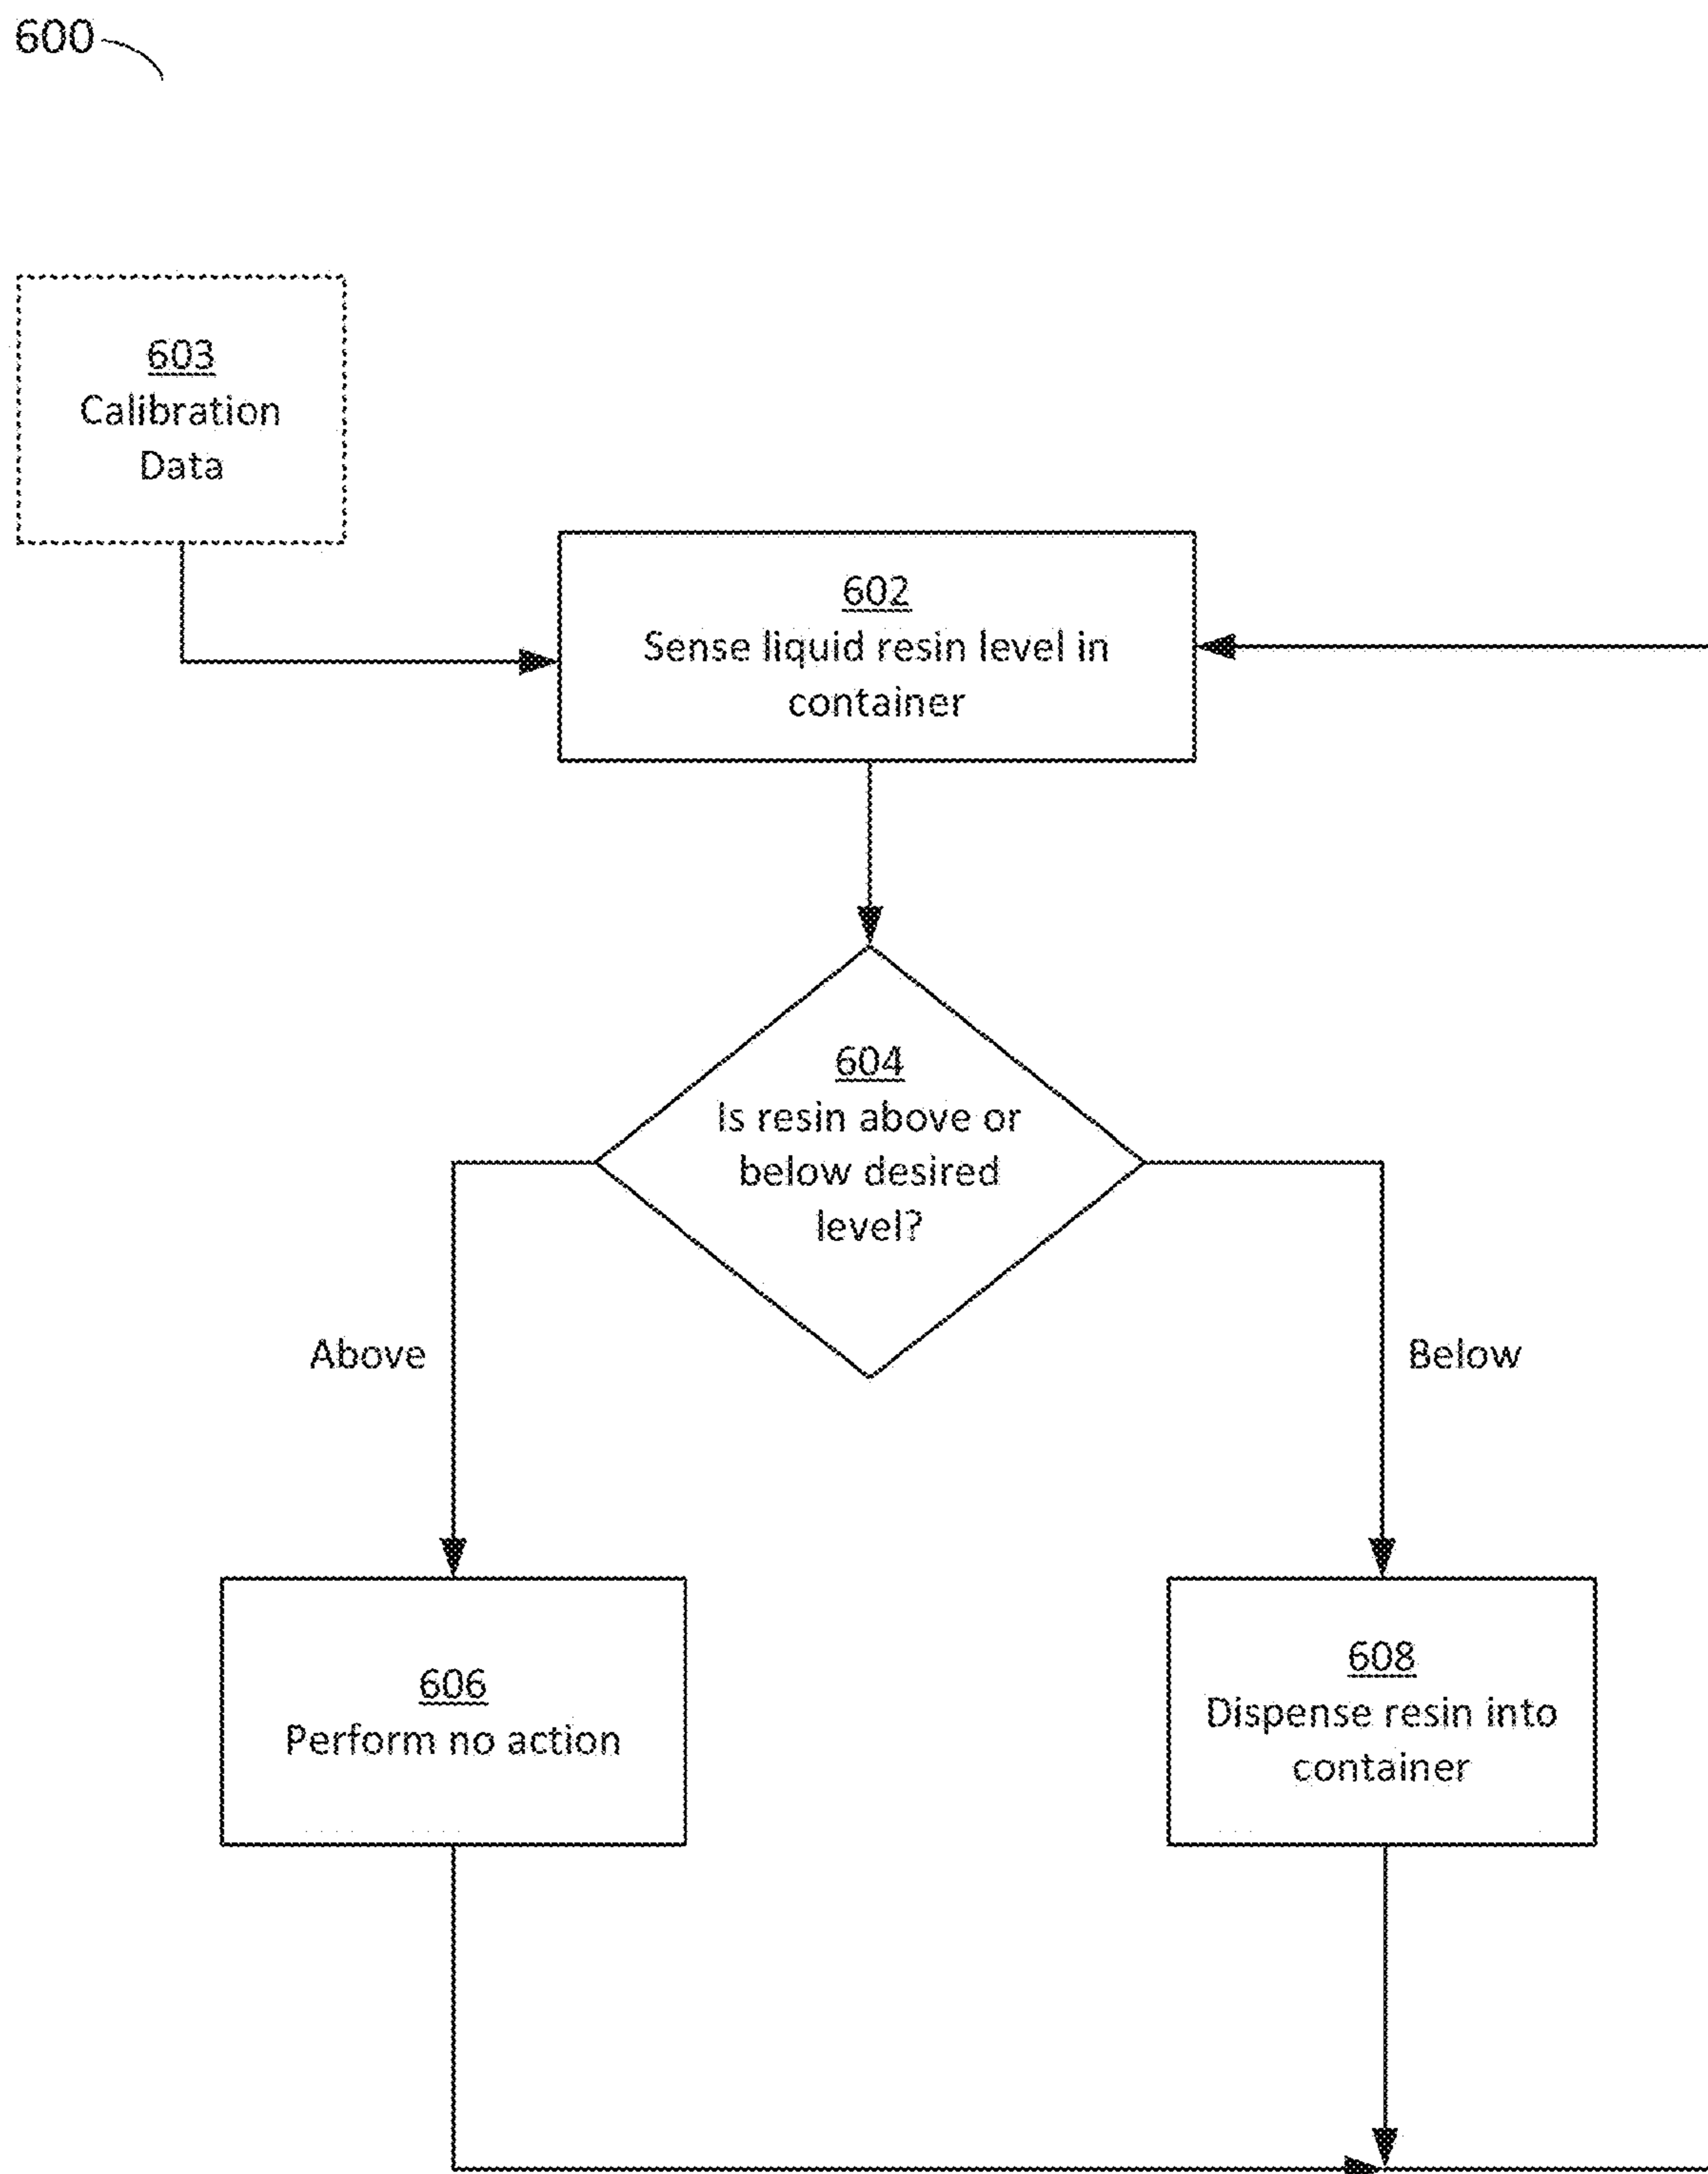 600
603
Calibration
Data
602
Sense liquid resin level in
container
604
Is resin above or
below desired
level?
Above
Below
606
Perform no action
608
Dispense resin into
container